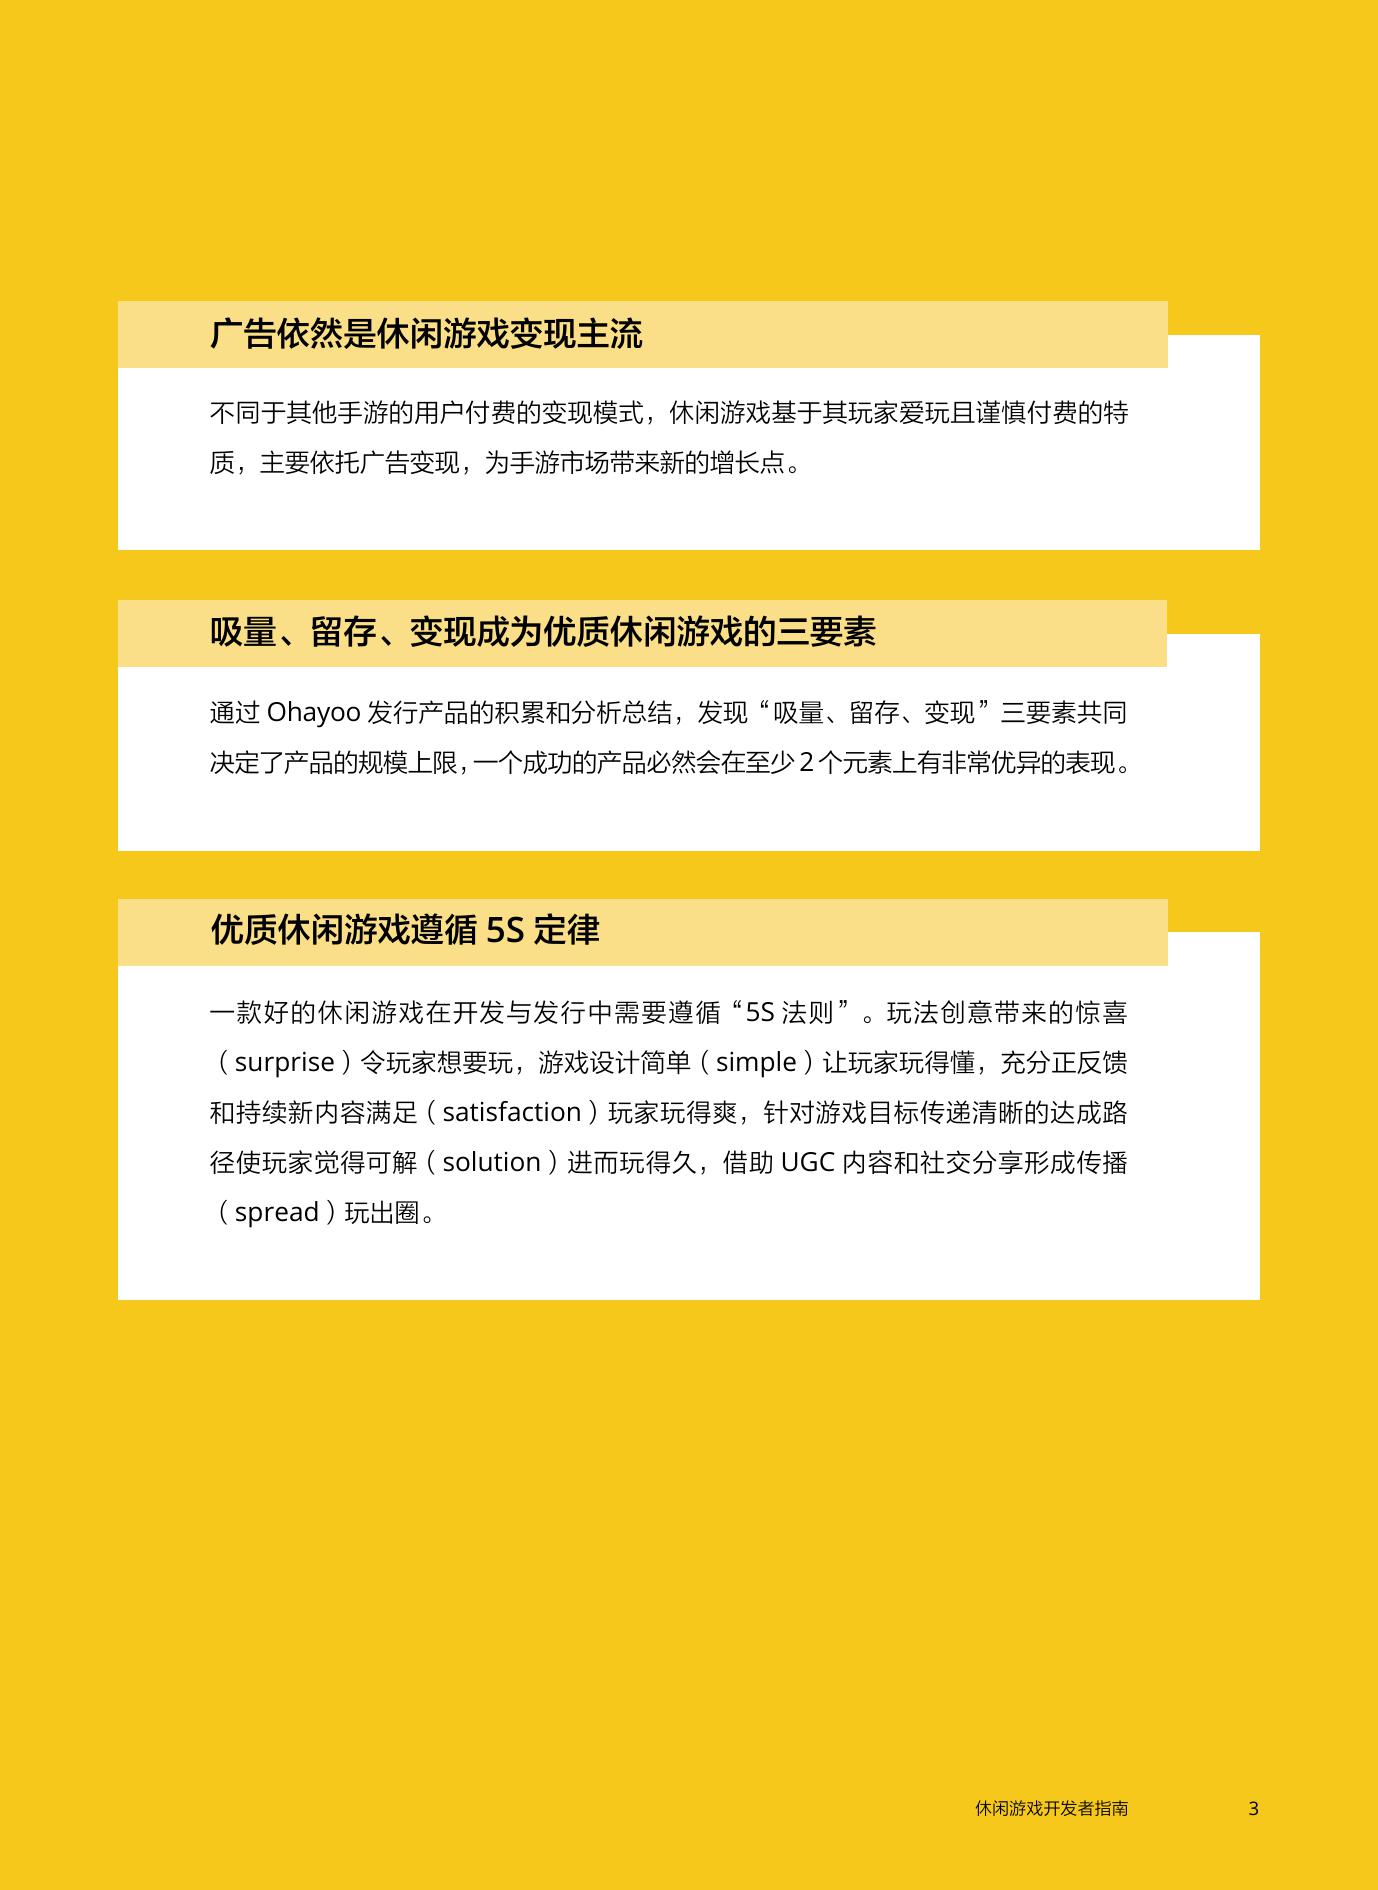 广告依然是休闲游戏变现主流
不同于其他手游的用户付费的变现模式，休闲游戏基于其玩家爱玩且谨慎付费的特
质，主要依托广告变现，为手游市场带来新的增长点。
吸量、留存、变现成为优质休闲游戏的三要素
通过 Ohayoo 发行产品的积累和分析总结，发现“吸量、留存、变现”三要素共同
决定了产品的规模上限，一个成功的产品必然会在至少 2 个元素上有非常优异的表现。
优质休闲游戏遵循 5S 定律
一款好的休闲游戏在开发与发行中需要遵循“5S 法则”。玩法创意带来的惊喜
（surprise）令玩家想要玩，游戏设计简单（simple）让玩家玩得懂，充分正反馈
和持续新内容满足（satisfaction）玩家玩得爽，针对游戏目标传递清晰的达成路
径使玩家觉得可解（solution）进而玩得久，借助 UGC 内容和社交分享形成传播
（spread）玩出圈。
休闲游戏开发者指南 3